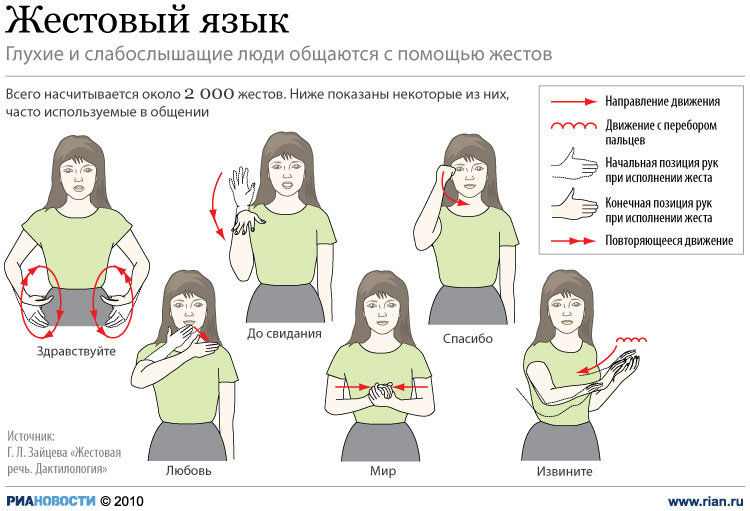 Жестовый язык
Глухие и слабослышащие люди общаются с помощью жестов
Всего насчитывается около 2 000 жестов. Ниже показаны некоторые из них,
часто используемые в общении
Направление движения
Движение с перебором
пальцев
Начальная позиция рук
при исполнении жеста
Конечная позиция рук
при исполнении жеста
Повторяющееся движение
Здравствуйте
До свидания
Спасибо
Любовь
Мир
Извините
Источник:
Г. Л. Зайцева «Жестовая
речь. Дактилология»
РИАНОВОСТИ © 2010
www.rian.ru